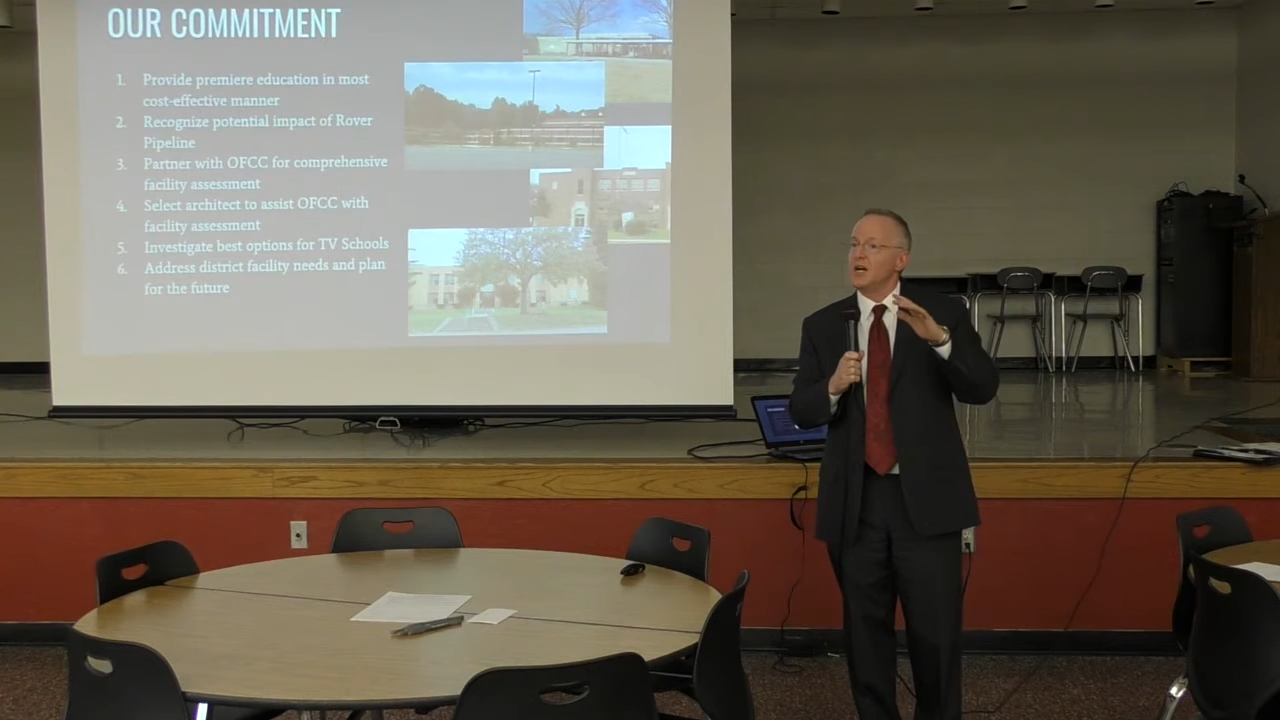 OUR COMMITMENT
1. Provide premiere education in most
cost-effective manner
2. Recognize potential impact of Rover
Pipeline
3. Partner with OFCC for comprehensive
facility assessment
4. Select architect to assist OFCC with
facility assessment
5. Investigate best options for TV Schools
6. Address district facility needs and plan
for the future